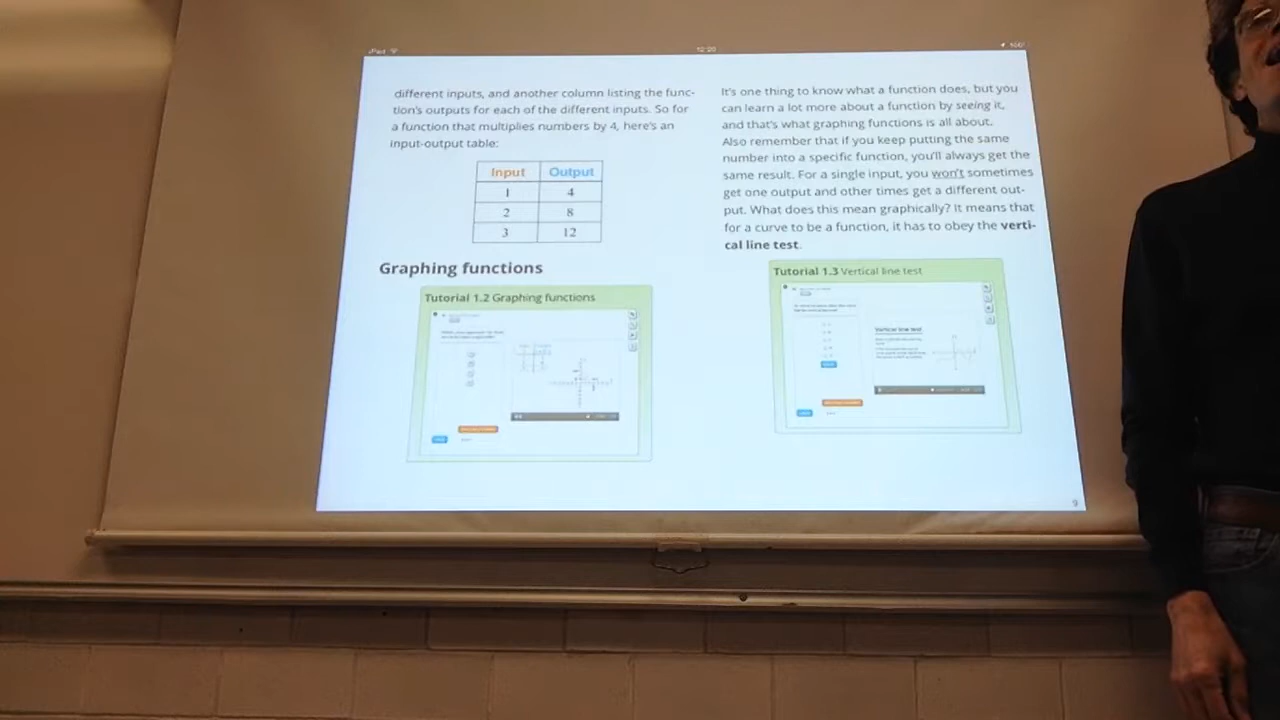 iPad
12:20
different inputs, and another column listing the func-
tion's outputs for each of the different inputs. So for
a function that multiplies numbers by 4, here's an
input-output table:
Input Output
1 4
2 8
3 12
Graphing functions
Tutorial 1.2 Graphing functions
It's one thing to know what a function does, but you
can learn a lot more about a function by seeing it,
and that's what graphing functions is all about.
Also remember that if you keep putting the same
number into a specific function, you'll always get the
same result. For a single input, you won't sometimes
get one output and other times get a different out-
put. What does this mean graphically? It means that
for a curve to be a function, it has to obey the verti-
cal line test.
Tutorial 1.3 Vertical line test
Vertical line test
9